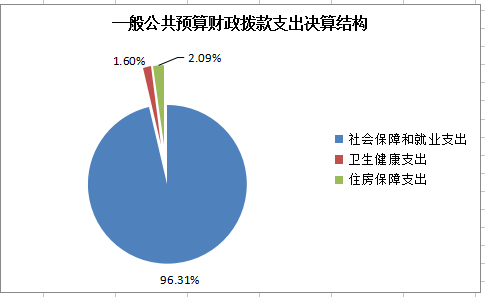 一般公共预算财政拨款支出决算结构
1.60%
2.09%
社会保障和就业支出
卫生健康支出
住房保障支出
96.31%